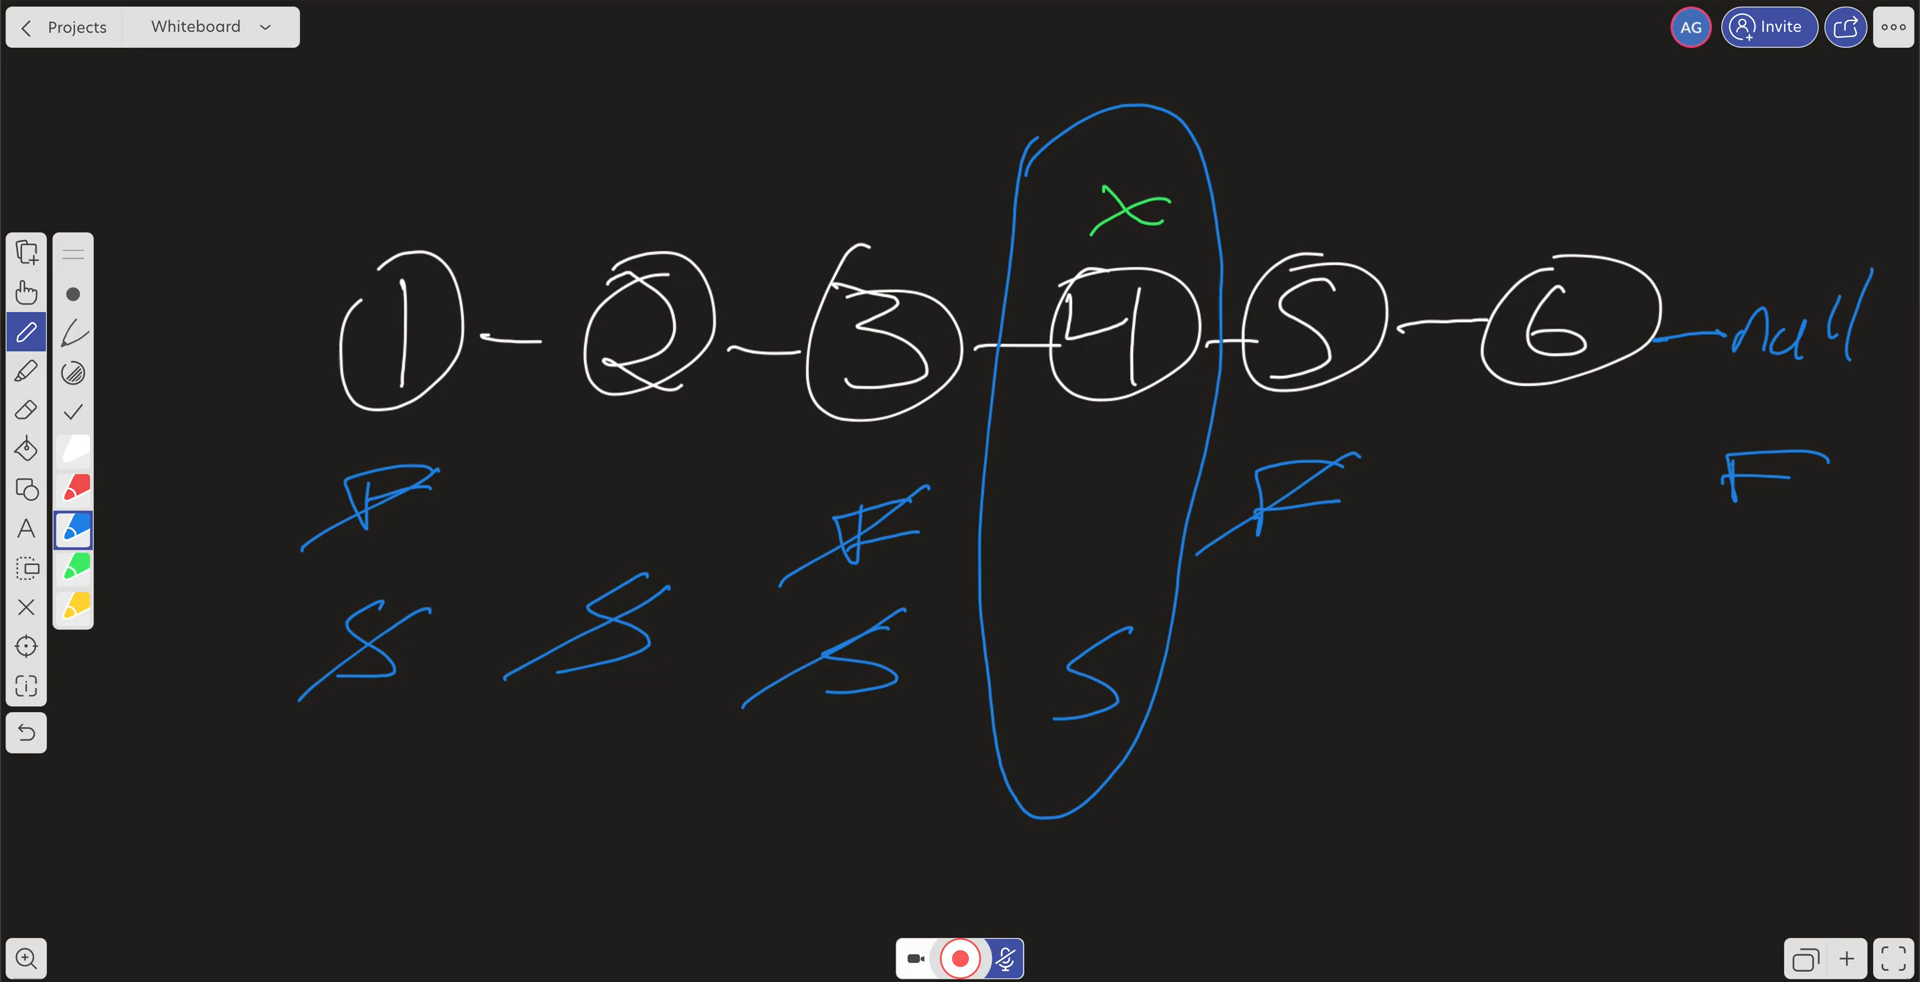 Projects Whiteboard AG Invite
x
1 2 3 4 5 6 null
F F F F
S S S S
A